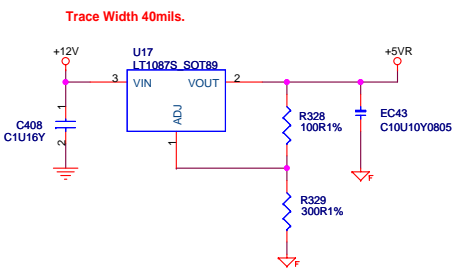 Trace Width 40mils.
+12V
U17
LT1087S_SOT89
+5VR
3
VIN
VOUT
2
ADJ
1
1
C408
C1U16Y
2
R328
100R1%
EC43
C10U10Y0805
R329
300R1%
F
F